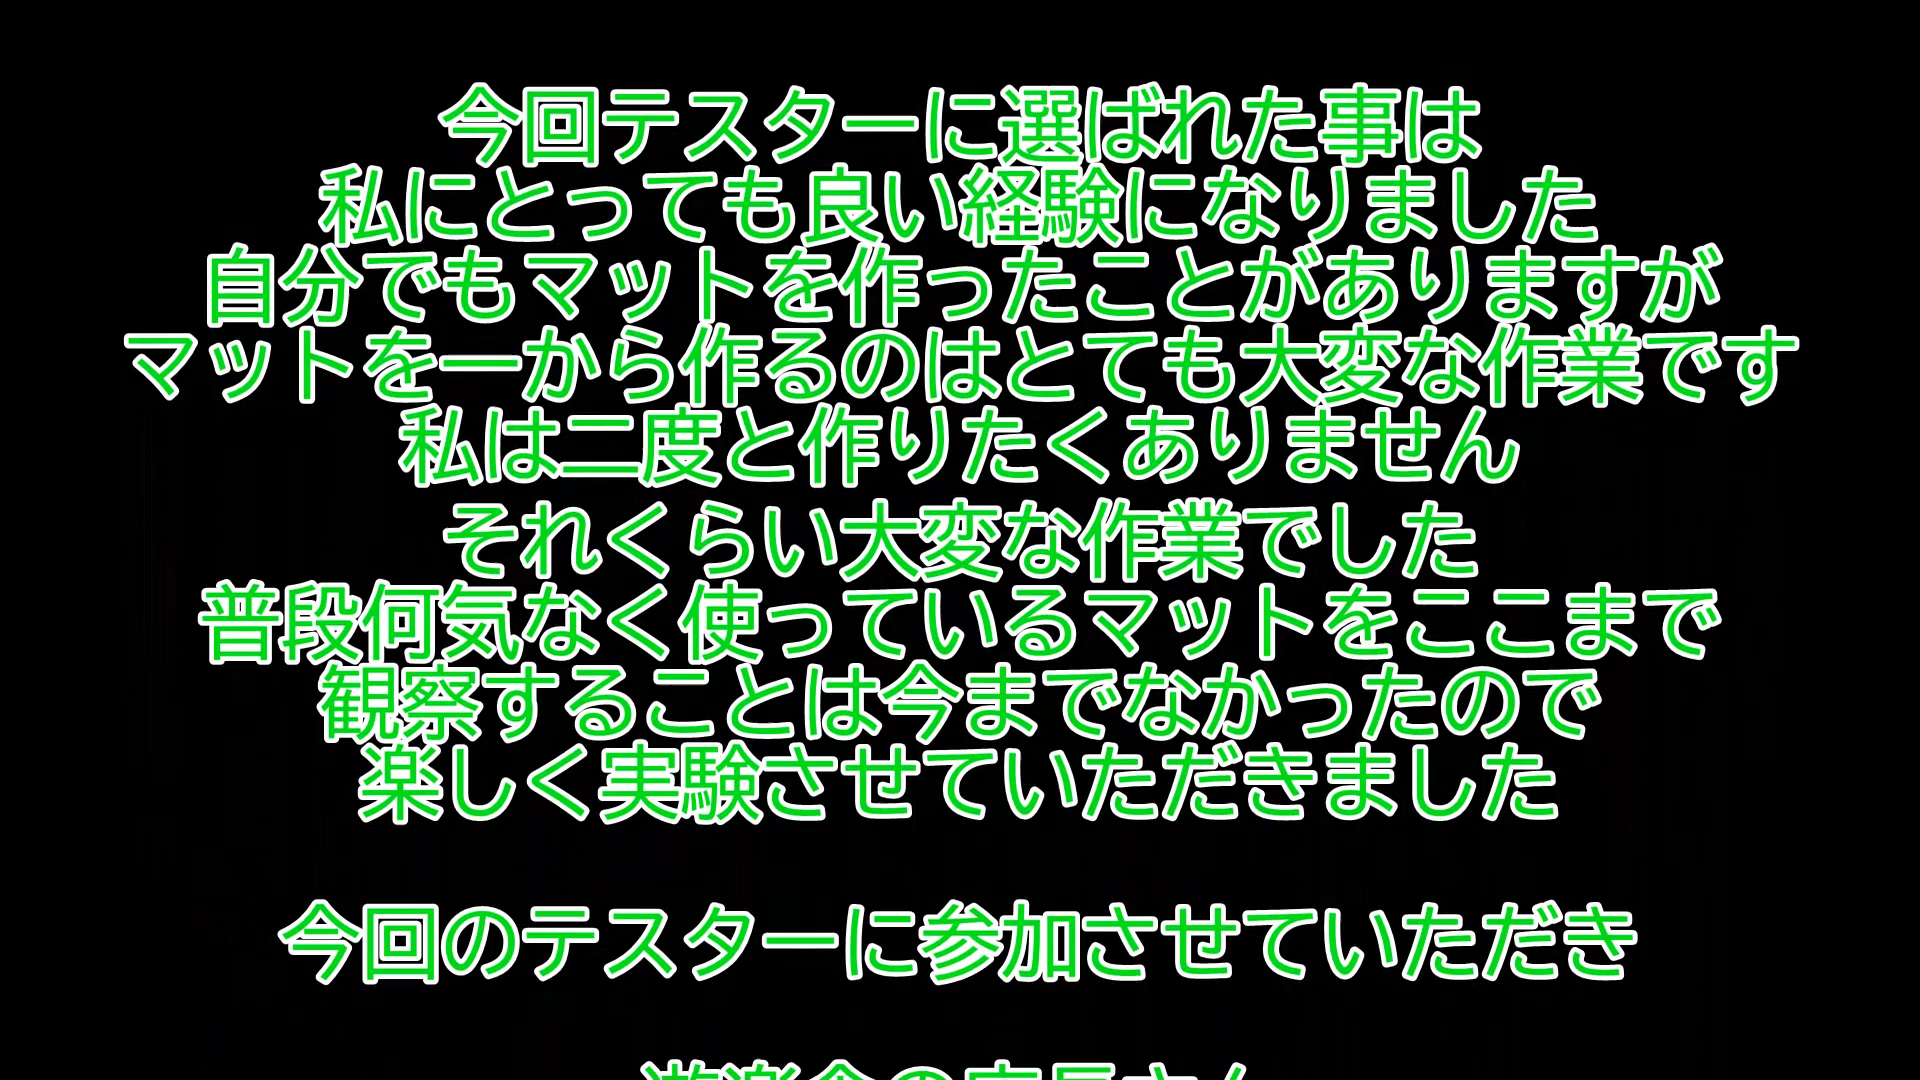 今回テスターに選ばれた事は
私にとっても良い経験になりました
自分でもマットを作ったことがありますが
マットを一から作るのはとても大変な作業です
私は二度と作りたくありません
それくらい大変な作業でした
普段何気なく使っているマットをここまで
観察することは今までなかったので
楽しく実験させていただきました
今回のテスターに参加させていただき